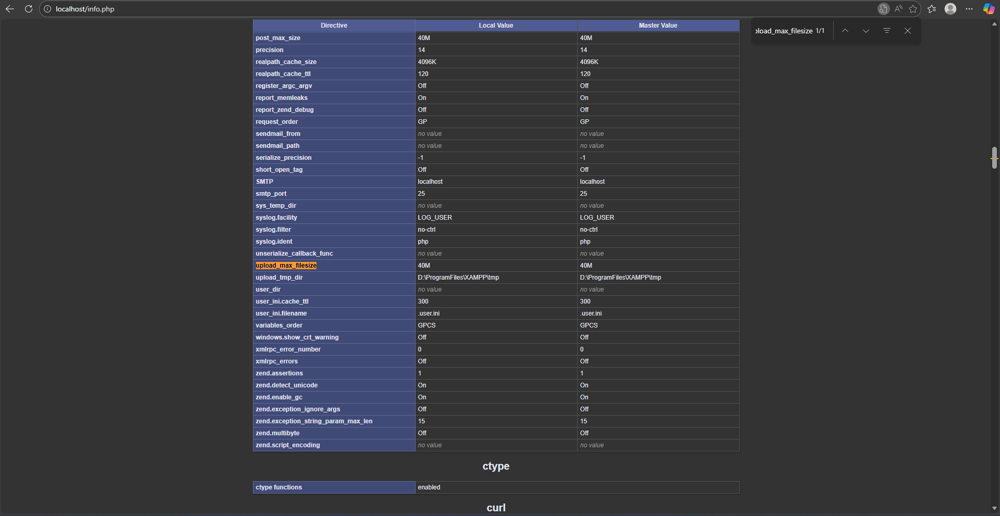 localhost/info.php
pload_max_filesize 1/1
Directive Local Value Master Value
post_max_size 40M 40M
precision 14 14
realpath_cache_size 4096K 4096K
realpath_cache_ttl 120 120
register_argc_argv Off Off
report_memleaks On On
report_zend_debug Off Off
request_order GP GP
sendmail_from no value no value
sendmail_path no value no value
serialize_precision -1 -1
short_open_tag Off Off
SMTP localhost localhost
smtp_port 25 25
sys_temp_dir no value no value
syslog.facility LOG_USER LOG_USER
syslog.filter no-ctrl no-ctrl
syslog.ident php php
unserialize_callback_func no value no value
upload_max_filesize 40M 40M
upload_tmp_dir D:\ProgramFiles\XAMPP\tmp D:\ProgramFiles\XAMPP\tmp
user_dir no value no value
user_ini.cache_ttl 300 300
user_ini.filename .user.ini .user.ini
variables_order GPCS GPCS
windows.show_crt_warning Off Off
xmlrpc_error_number 0 0
xmlrpc_errors Off Off
zend.assertions 1 1
zend.detect_unicode On On
zend.enable_gc On On
zend.exception_ignore_args Off Off
zend.exception_string_param_max_len 15 15
zend.multibyte Off Off
zend.script_encoding no value no value
ctype
ctype functions enabled
curl